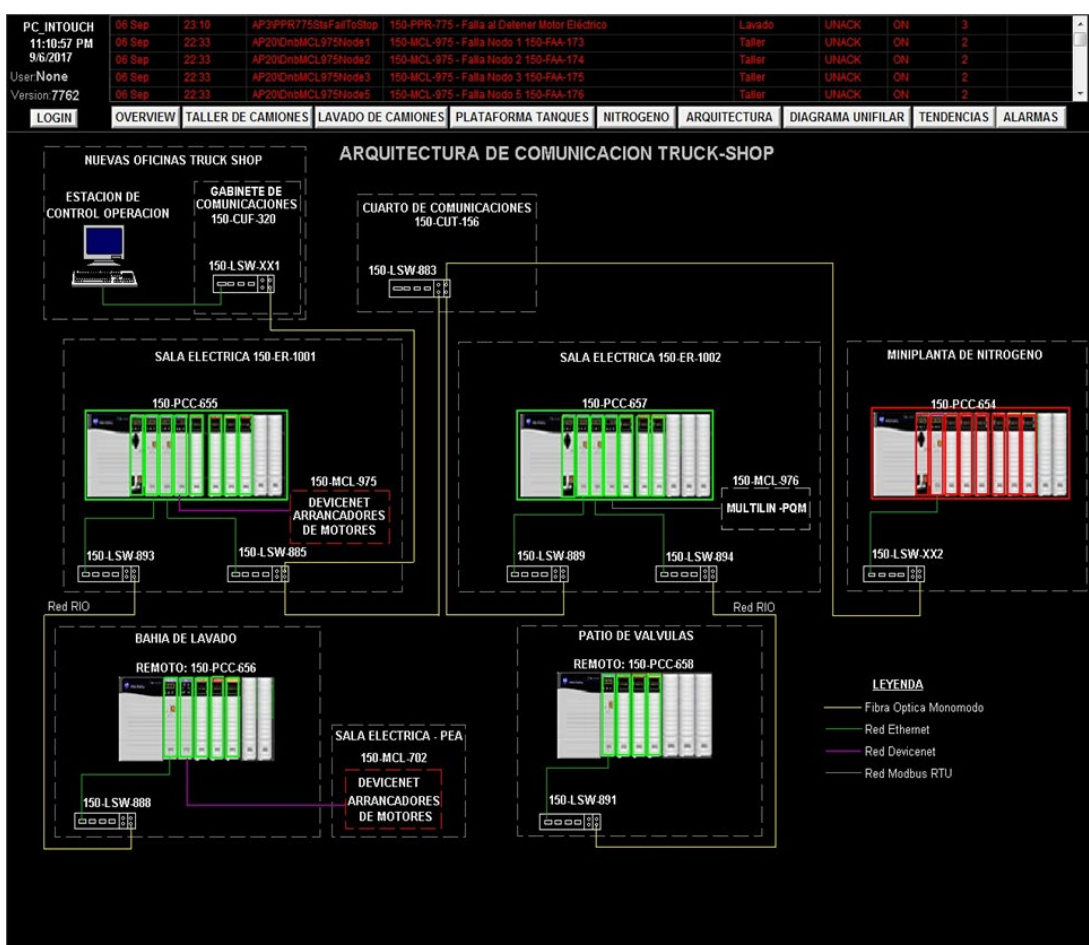 PC_INTOUCH
11:10:57 PM
9/6/2017
User:None
Version:7762
LOGIN
06 Sep 23:10 AP3\PPR775StsFailToStop 150-PPR-775 - Falla al Detener Motor Eléctrico Lavado UNACK ON 3
06 Sep 22:33 AP20\DnbMCL975Node1 150-MCL-975 - Falla Nodo 1 150-FAA-173 Taller UNACK ON 2
06 Sep 22:33 AP20\DnbMCL975Node2 150-MCL-975 - Falla Nodo 2 150-FAA-174 Taller UNACK ON 2
06 Sep 22:33 AP20\DnbMCL975Node3 150-MCL-975 - Falla Nodo 3 150-FAA-175 Taller UNACK ON 2
06 Sep 22:33 AP20\DnbMCL975Node5 150-MCL-975 - Falla Nodo 5 150-FAA-176 Taller UNACK ON 2
OVERVIEW TALLER DE CAMIONES LAVADO DE CAMIONES PLATAFORMA TANQUES NITROGENO ARQUITECTURA DIAGRAMA UNIFILAR TENDENCIAS ALARMAS
ARQUITECTURA DE COMUNICACION TRUCK-SHOP
NUEVAS OFICINAS TRUCK SHOP
ESTACION DE
CONTROL OPERACION
GABINETE DE
COMUNICACIONES
150-CUF-320
150-LSW-XX1
CUARTO DE COMUNICACIONES
150-CUT-156
150-LSW-883
SALA ELECTRICA 150-ER-1001
150-PCC-655
150-MCL-975
DEVICENET
ARRANCADORES
DE MOTORES
150-LSW-893
150-LSW-885
SALA ELECTRICA 150-ER-1002
150-PCC-657
150-MCL-976
MULTILIN -PQM
150-LSW-889
150-LSW-894
MINIPLANTA DE NITROGENO
150-PCC-654
150-LSW-XX2
Red RIO
Red RIO
BAHIA DE LAVADO
REMOTO: 150-PCC-656
150-LSW-888
SALA ELECTRICA - PEA
150-MCL-702
DEVICENET
ARRANCADORES
DE MOTORES
PATIO DE VALVULAS
REMOTO: 150-PCC-658
150-LSW-891
LEYENDA
Fibra Optica Monomodo
Red Ethernet
Red Devicenet
Red Modbus RTU